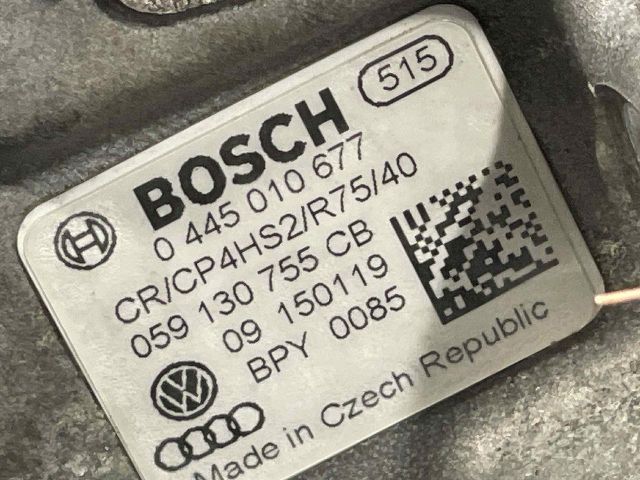 515
BOSCH
0 445 010 677
CR/CP4HS2/R75/40
059 130 755 CB
09 150119
BPY 0085
Made in Czech Republic